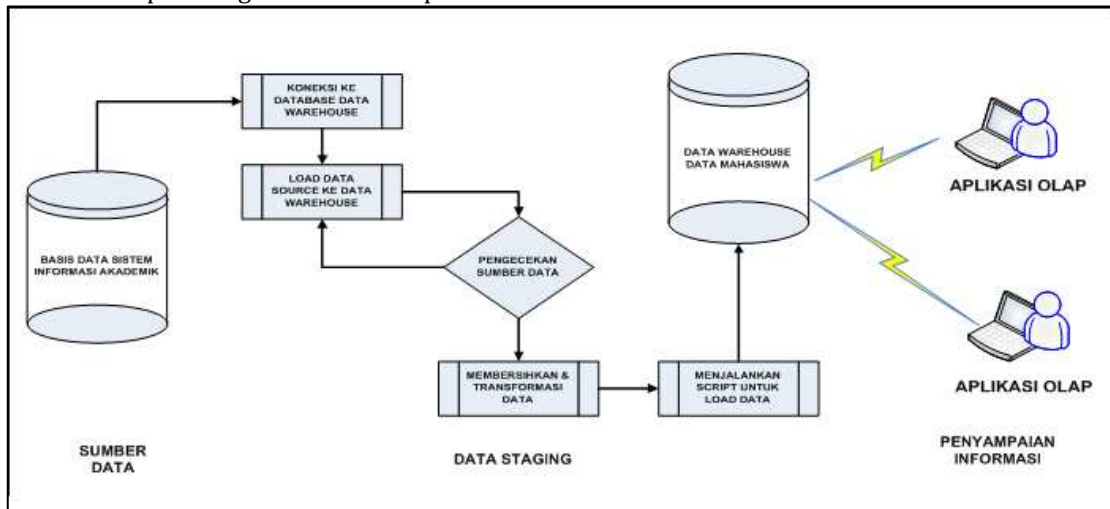 KONEKSI KE
DATABASE DATA
WAREHOUSE
LOAD DATA
SOURCE KE DATA
WAREHOUSE
BASIS DATA SISTEM
INFORMASI AKADEMIK
PENGECEKAN
SUMBER DATA
MEMBERSIHKAN &
TRANSFORMASI
DATA
MENJALANKAN
SCRIPT UNTUK
LOAD DATA
DATA WAREHOUSE
DATA MAHASISWA
APLIKASI OLAP
APLIKASI OLAP
SUMBER
DATA
DATA STAGING
PENYAMPAIAN
INFORMASI